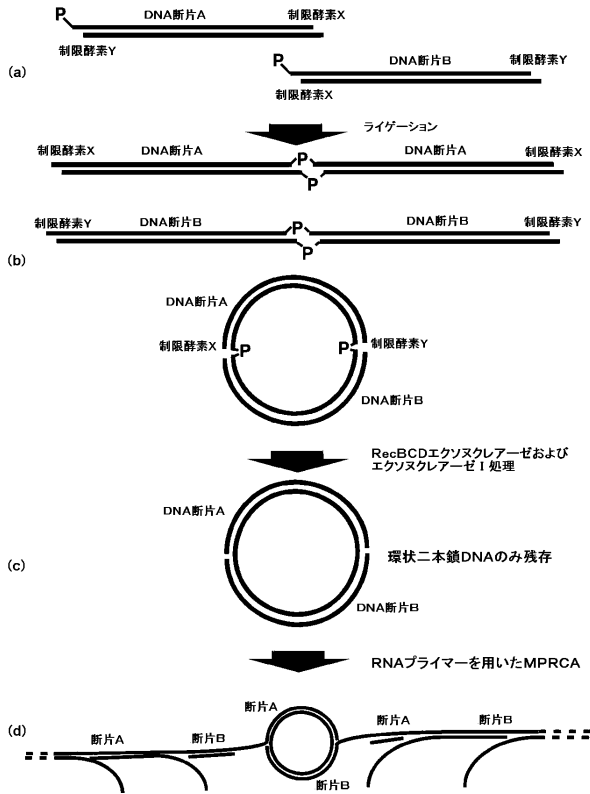 P
DNA断片A
制限酵素X
制限酵素Y
(a)
P
DNA断片B
制限酵素Y
制限酵素X
ライゲーション
制限酵素X
DNA断片A
P
P
DNA断片A
制限酵素X
制限酵素Y
DNA断片B
P
P
DNA断片B
制限酵素Y
(b)
DNA断片A
制限酵素X
P
P
制限酵素Y
DNA断片B
RecBCDエクソヌクレアーゼおよび
エクソヌクレアーゼⅠ処理
DNA断片A
(c)
環状二本鎖DNAのみ残存
DNA断片B
RNAプライマーを用いたMPRCA
(d)
断片A
断片B
断片A
断片B
断片A
断片B